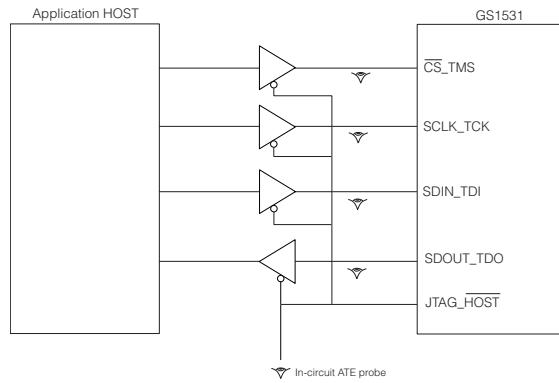 Application HOST
GS1531
CS_TMS
SCLK_TCK
SDIN_TDI
SDOUT_TDO
JTAG_HOST
In-circuit ATE probe